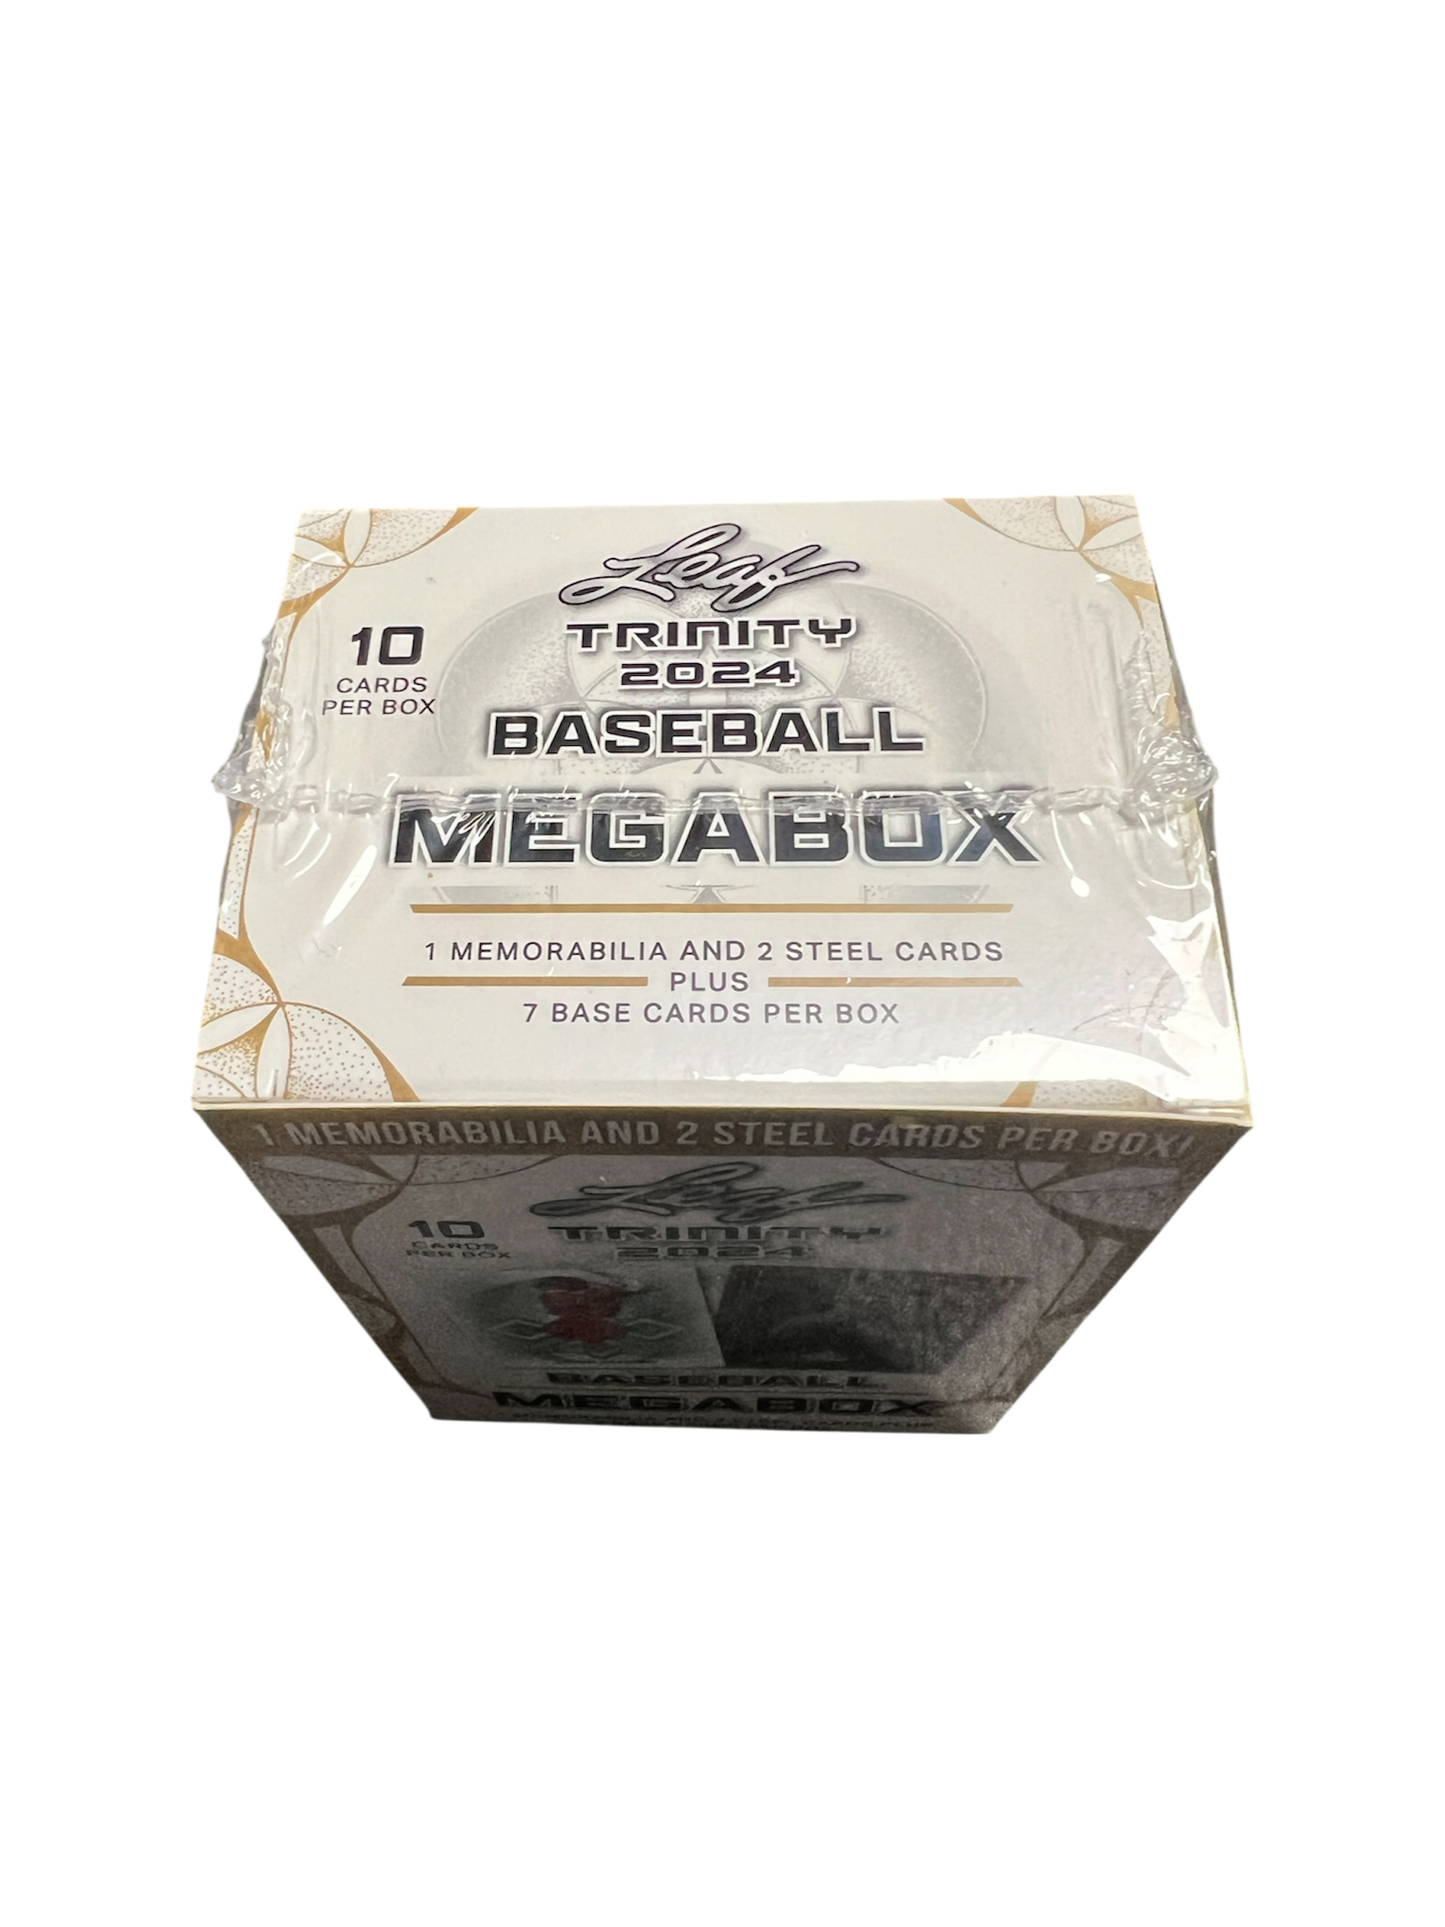 Leaf
TRINITY
2024
10
CARDS
PER BOX
BASEBALL
MEGABOX
1 MEMORABILIA AND 2 STEEL CARDS
PLUS
7 BASE CARDS PER BOX
1 MEMORABILIA AND 2 STEEL CARDS PER BOX!
Leaf
10
CARDS
PER BOX
TRINITY
2024
BASEBALL
MEGABOX